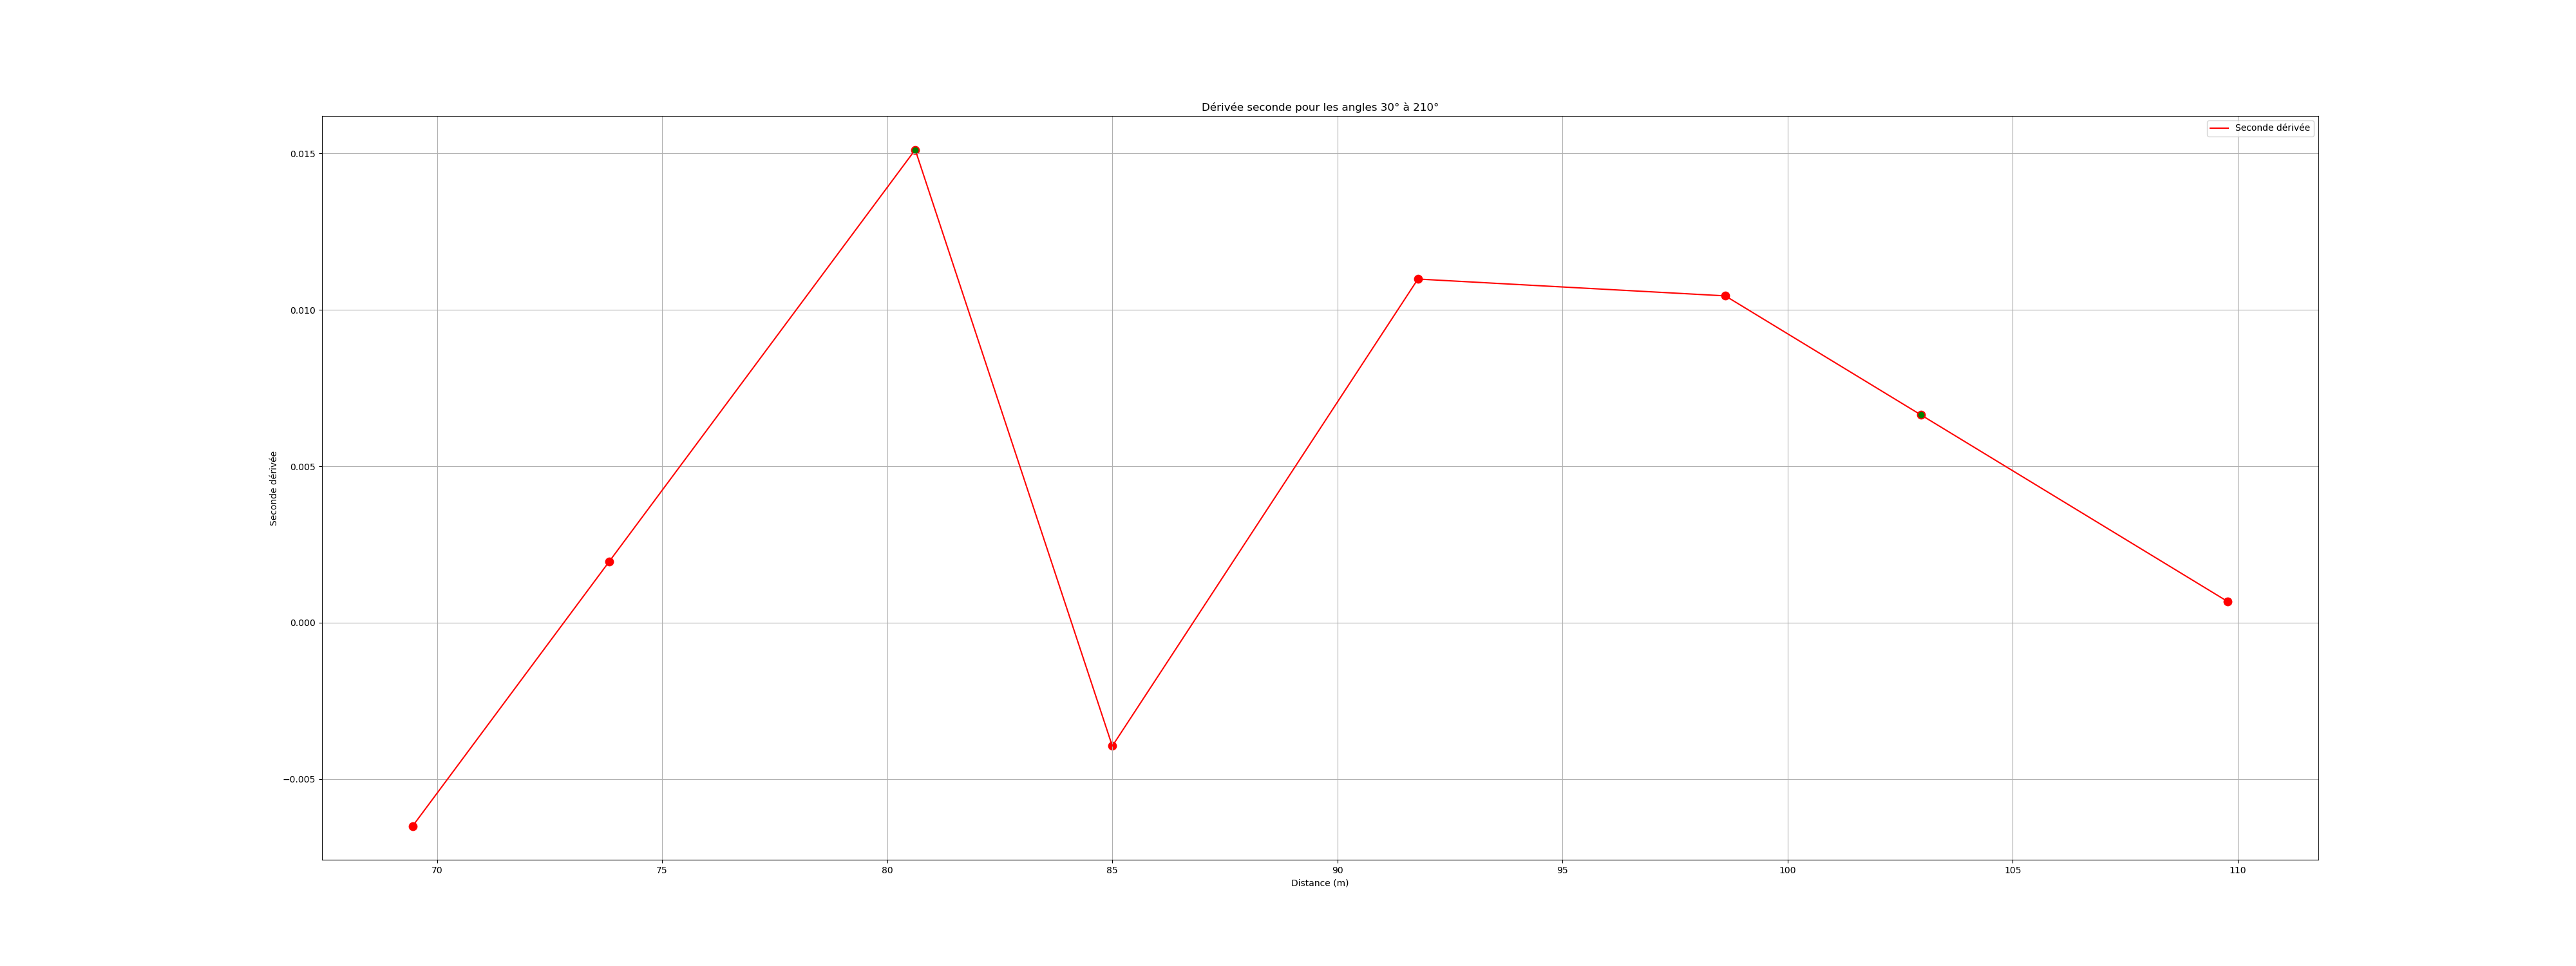 Dérivée seconde pour les angles 30° à 210°
Seconde dérivée
0.015
0.010
0.005
0.000
−0.005
Seconde dérivée
70 75 80 85 90 95 100 105 110
Distance (m)